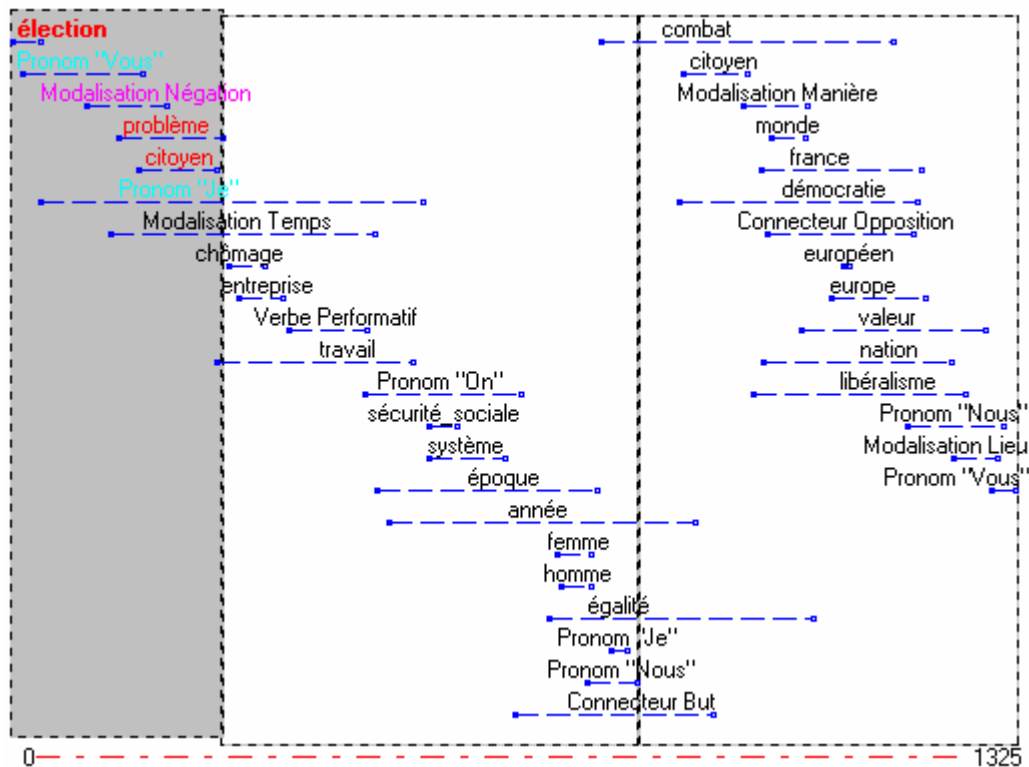 élection
Pronom "Vous"
Modalisation Négation
problème
citoyen
Pronom "Je"
Modalisation Temps
chômage
entreprise
Verbe Performatif
travail
Pronom "On"
sécurité_sociale
système
époque
année
femme
homme
égalité
Pronom "Je"
Pronom "Nous"
Connecteur But
combat
citoyen
Modalisation Manière
monde
france
démocratie
Connecteur Opposition
européen
europe
valeur
nation
libéralisme
Pronom "Nous"
Modalisation Lieu
Pronom "Vous"
0 1325